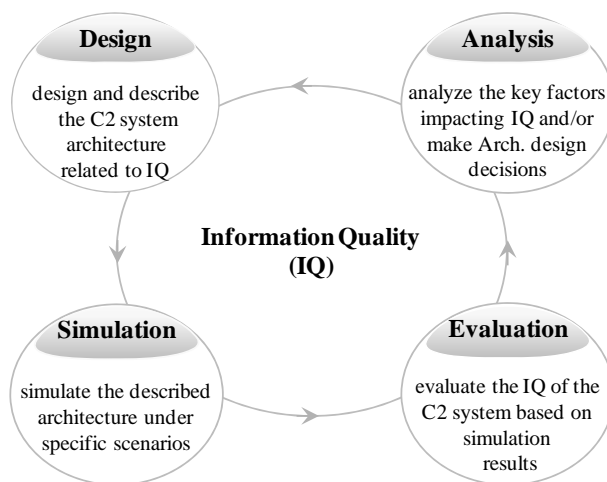 Design
design and describe
the C2 system
architecture
related to IQ
Analysis
analyze the key factors
impacting IQ and/or
make Arch. design
decisions
Information Quality
(IQ)
Simulation
simulate the described
architecture under
specific scenarios
Evaluation
evaluate the IQ of the
C2 system based on
simulation
results